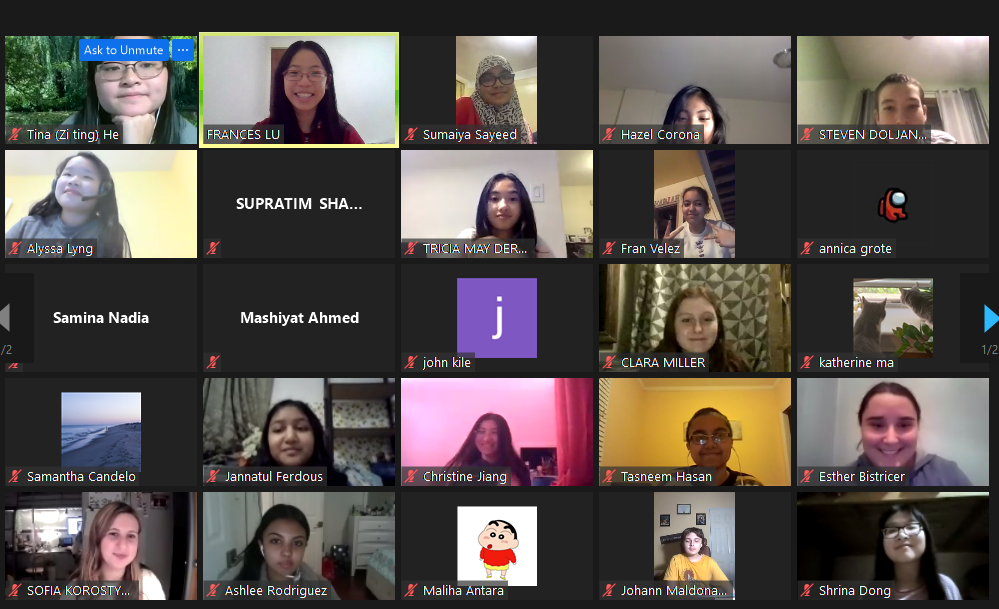 Ask to Unmute ...
Tina (Zi ting) He
FRANCES LU
Sumaiya Sayeed
Hazel Corona
STEVEN DOLJAN...
Alyssa Lyng
SUPRATIM SHA...
TRICIA MAY DER...
Fran Velez
annica grote
Samina Nadia
Mashiyat Ahmed
j
john kile
CLARA MILLER
katherine ma
/2
1/2
Samantha Candelo
Jannatul Ferdous
Christine Jiang
Tasneem Hasan
Esther Bistricer
SOFIA KOROSTY...
Ashlee Rodriguez
Maliha Antara
Johann Maldona...
Shrina Dong